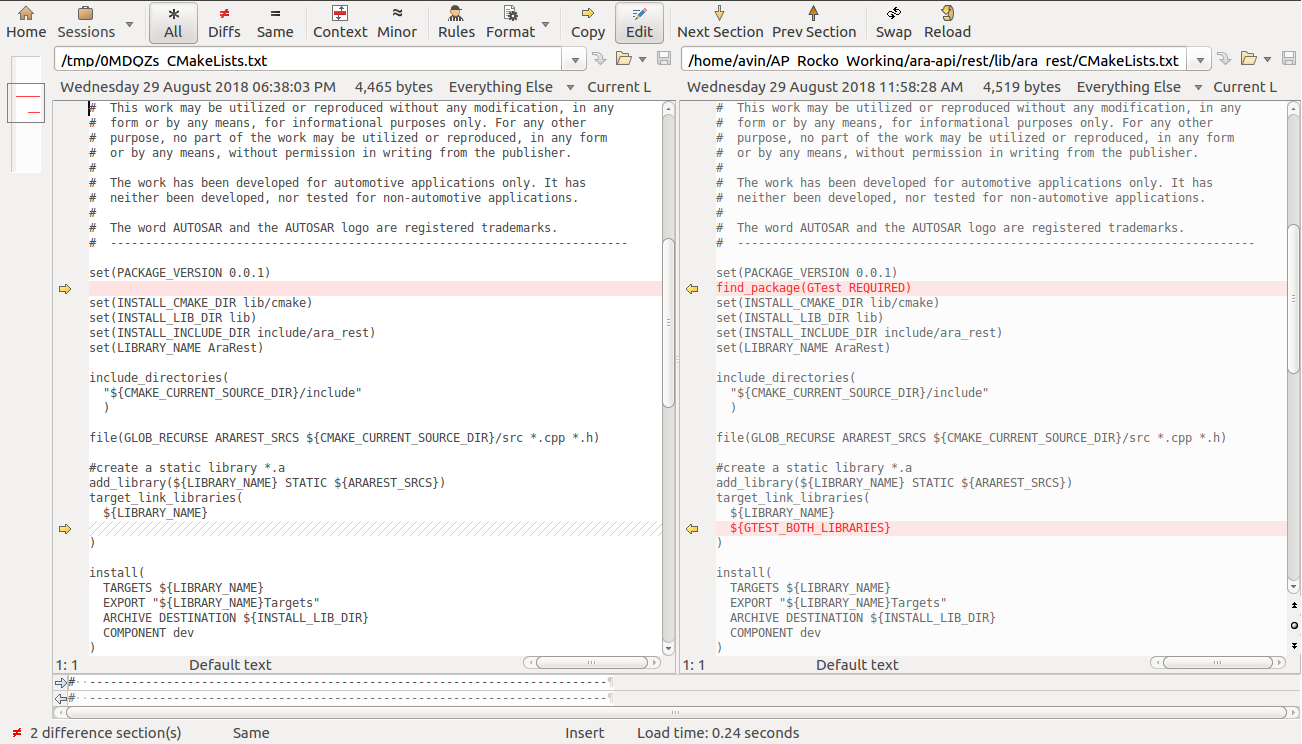 Home Sessions All Diffs Same Context Minor Rules Format Copy Edit Next Section Prev Section Swap Reload
/tmp/0MDQZs_CMakeLists.txt
/home/avin/AP_Rocko_Working/ara-api/rest/lib/ara_rest/CMakeLists.txt
Wednesday 29 August 2018 06:38:03 PM 4,465 bytes Everything Else Current L
Wednesday 29 August 2018 11:58:28 AM 4,519 bytes Everything Else Current L
#  This work may be utilized or reproduced without any modification, in any
#  form or by any means, for informational purposes only. For any other
#  purpose, no part of the work may be utilized or reproduced, in any form
#  or by any means, without permission in writing from the publisher.
#
#  The work has been developed for automotive applications only. It has
#  neither been developed, nor tested for non-automotive applications.
#
#  The word AUTOSAR and the AUTOSAR logo are registered trademarks.
#  --------------------------------------------------------------------------
set(PACKAGE_VERSION 0.0.1)
set(INSTALL_CMAKE_DIR lib/cmake)
set(INSTALL_LIB_DIR lib)
set(INSTALL_INCLUDE_DIR include/ara_rest)
set(LIBRARY_NAME AraRest)
include_directories(
  "${CMAKE_CURRENT_SOURCE_DIR}/include"
  )
file(GLOB_RECURSE ARAREST_SRCS ${CMAKE_CURRENT_SOURCE_DIR}/src *.cpp *.h)
#create a static library *.a
add_library(${LIBRARY_NAME} STATIC ${ARAREST_SRCS})
target_link_libraries(
  ${LIBRARY_NAME}
)
install(
  TARGETS ${LIBRARY_NAME}
  EXPORT "${LIBRARY_NAME}Targets"
  ARCHIVE DESTINATION ${INSTALL_LIB_DIR}
  COMPONENT dev
)
#  This work may be utilized or reproduced without any modification, in any
#  form or by any means, for informational purposes only. For any other
#  purpose, no part of the work may be utilized or reproduced, in any form
#  or by any means, without permission in writing from the publisher.
#
#  The work has been developed for automotive applications only. It has
#  neither been developed, nor tested for non-automotive applications.
#
#  The word AUTOSAR and the AUTOSAR logo are registered trademarks.
#  --------------------------------------------------------------------------
set(PACKAGE_VERSION 0.0.1)
find_package(GTest REQUIRED)
set(INSTALL_CMAKE_DIR lib/cmake)
set(INSTALL_LIB_DIR lib)
set(INSTALL_INCLUDE_DIR include/ara_rest)
set(LIBRARY_NAME AraRest)
include_directories(
  "${CMAKE_CURRENT_SOURCE_DIR}/include"
  )
file(GLOB_RECURSE ARAREST_SRCS ${CMAKE_CURRENT_SOURCE_DIR}/src *.cpp *.h)
#create a static library *.a
add_library(${LIBRARY_NAME} STATIC ${ARAREST_SRCS})
target_link_libraries(
  ${LIBRARY_NAME}
  ${GTEST_BOTH_LIBRARIES}
)
install(
  TARGETS ${LIBRARY_NAME}
  EXPORT "${LIBRARY_NAME}Targets"
  ARCHIVE DESTINATION ${INSTALL_LIB_DIR}
  COMPONENT dev
)
1: 1 Default text
1: 1 Default text
#··--------------------------------------------------------------------------¶
#··--------------------------------------------------------------------------¶
≠ 2 difference section(s) Same Insert Load time: 0.24 seconds